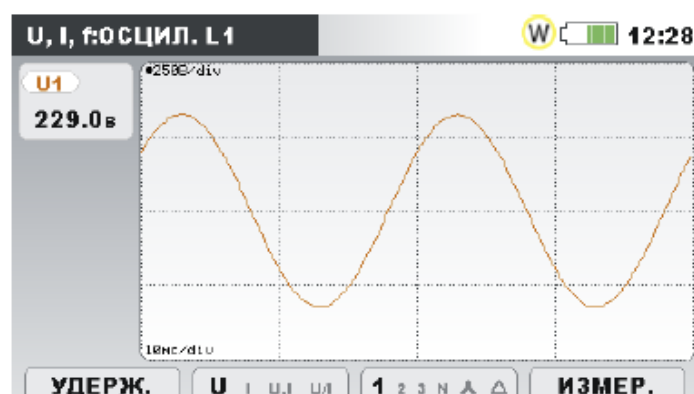 U, I, f:ОСЦИЛ. L1 W 12:28
U1
229.0в
250В/div
10мс/div
УДЕРЖ. U I U,I U/I 1 2 3 N ИЗМЕР.